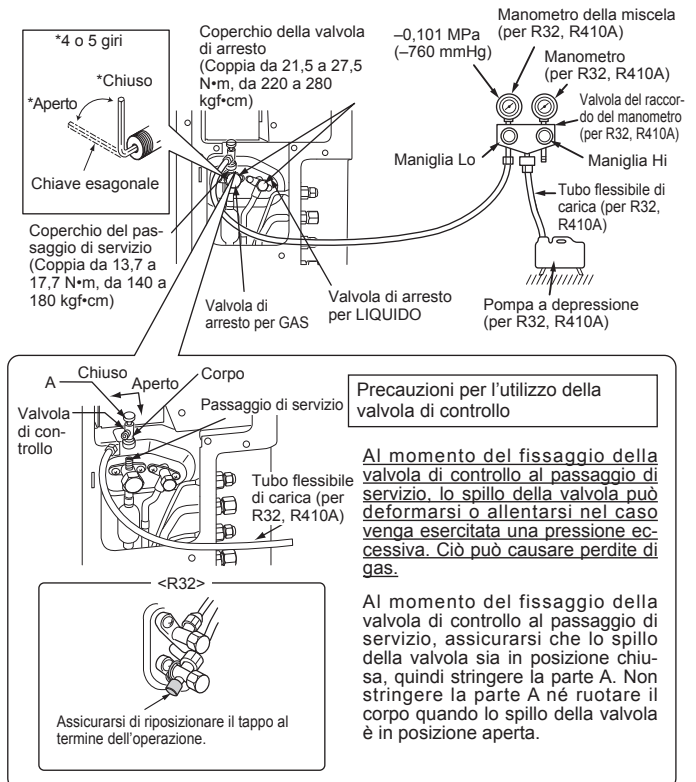 *4 o 5 giri
*Chiuso
*Aperto
Chiave esagonale
Coperchio della valvola
di arresto
(Coppia da 21,5 a 27,5
N•m, da 220 a 280
kgf•cm)
–0,101 MPa
(–760 mmHg)
Manometro della miscela
(per R32, R410A)
Manometro
(per R32, R410A)
Valvola del raccor-
do del manometro
(per R32, R410A)
Maniglia Lo
Maniglia Hi
Tubo flessibile di
carica (per R32,
R410A)
Pompa a depressione
(per R32, R410A)
Coperchio del pas-
saggio di servizio
(Coppia da 13,7 a
17,7 N•m, da 140 a
180 kgf•cm)
Valvola di
arresto per GAS
Valvola di arresto
per LIQUIDO
A
Chiuso
Aperto
Corpo
Valvola
di con-
trollo
Passaggio di servizio
Tubo flessibile
di carica (per
R32, R410A)
<R32>
Assicurarsi di riposizionare il tappo al
termine dell'operazione.
Precauzioni per l'utilizzo della
valvola di controllo
Al momento del fissaggio della
valvola di controllo al passaggio di
servizio, lo spillo della valvola può
deformarsi o allentarsi nel caso
venga esercitata una pressione ec-
cessiva. Ciò può causare perdite di
gas.
Al momento del fissaggio della
valvola di controllo al passaggio di
servizio, assicurarsi che lo spillo
della valvola sia in posizione chiu-
sa, quindi stringere la parte A. Non
stringere la parte A né ruotare il
corpo quando lo spillo della valvola
è in posizione aperta.